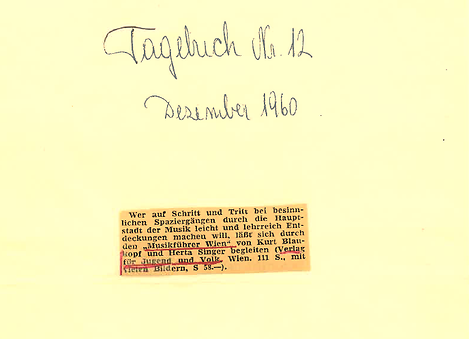 Tagebuch Nr. 12
Dezember 1960
Wer auf Schritt und Tritt bei besinn-
lichen Spaziergängen durch die Haupt-
stadt der Musik leicht und lehrreich Ent-
deckungen machen will, läßt sich durch
den „Musikführer Wien“ von Kurt Blau-
kopf und Herta Singer begleiten (Verlag
für Jugend und Volk, Wien. 111 S., mit
vielen Bildern, S 58.—).